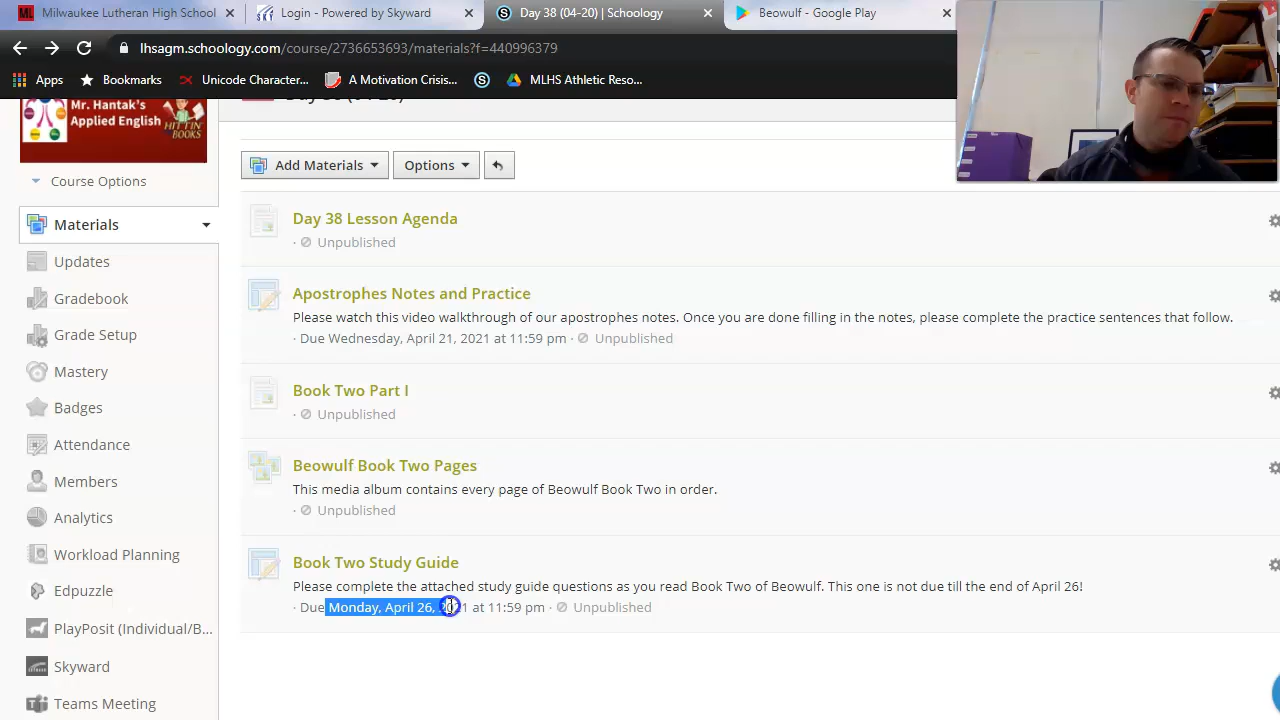 Milwaukee Lutheran High School
Login - Powered by Skyward
Day 38 (04-20) | Schoology
Beowulf - Google Play
lhsagm.schoology.com/course/2736653693/materials?f=440996379
Apps
Bookmarks
Unicode Character...
A Motivation Crisis...
MLHS Athletic Reso...
Mr. Hantak's
Applied English
HITTIN'
BOOKS
Course Options
Add Materials
Options
Materials
Updates
Gradebook
Grade Setup
Mastery
Badges
Attendance
Members
Analytics
Workload Planning
Edpuzzle
PlayPosit (Individual/B...
Skyward
Teams Meeting
Day 38 Lesson Agenda
· Unpublished
Apostrophes Notes and Practice
Please watch this video walkthrough of our apostrophes notes. Once you are done filling in the notes, please complete the practice sentences that follow.
· Due Wednesday, April 21, 2021 at 11:59 pm · Unpublished
Book Two Part I
· Unpublished
Beowulf Book Two Pages
This media album contains every page of Beowulf Book Two in order.
· Unpublished
Book Two Study Guide
Please complete the atteched study guide questions as you read Book Two of Beowulf. This one is not due till the end of April 26!
· Due Monday, April 26, 2021 at 11:59 pm · Unpublished